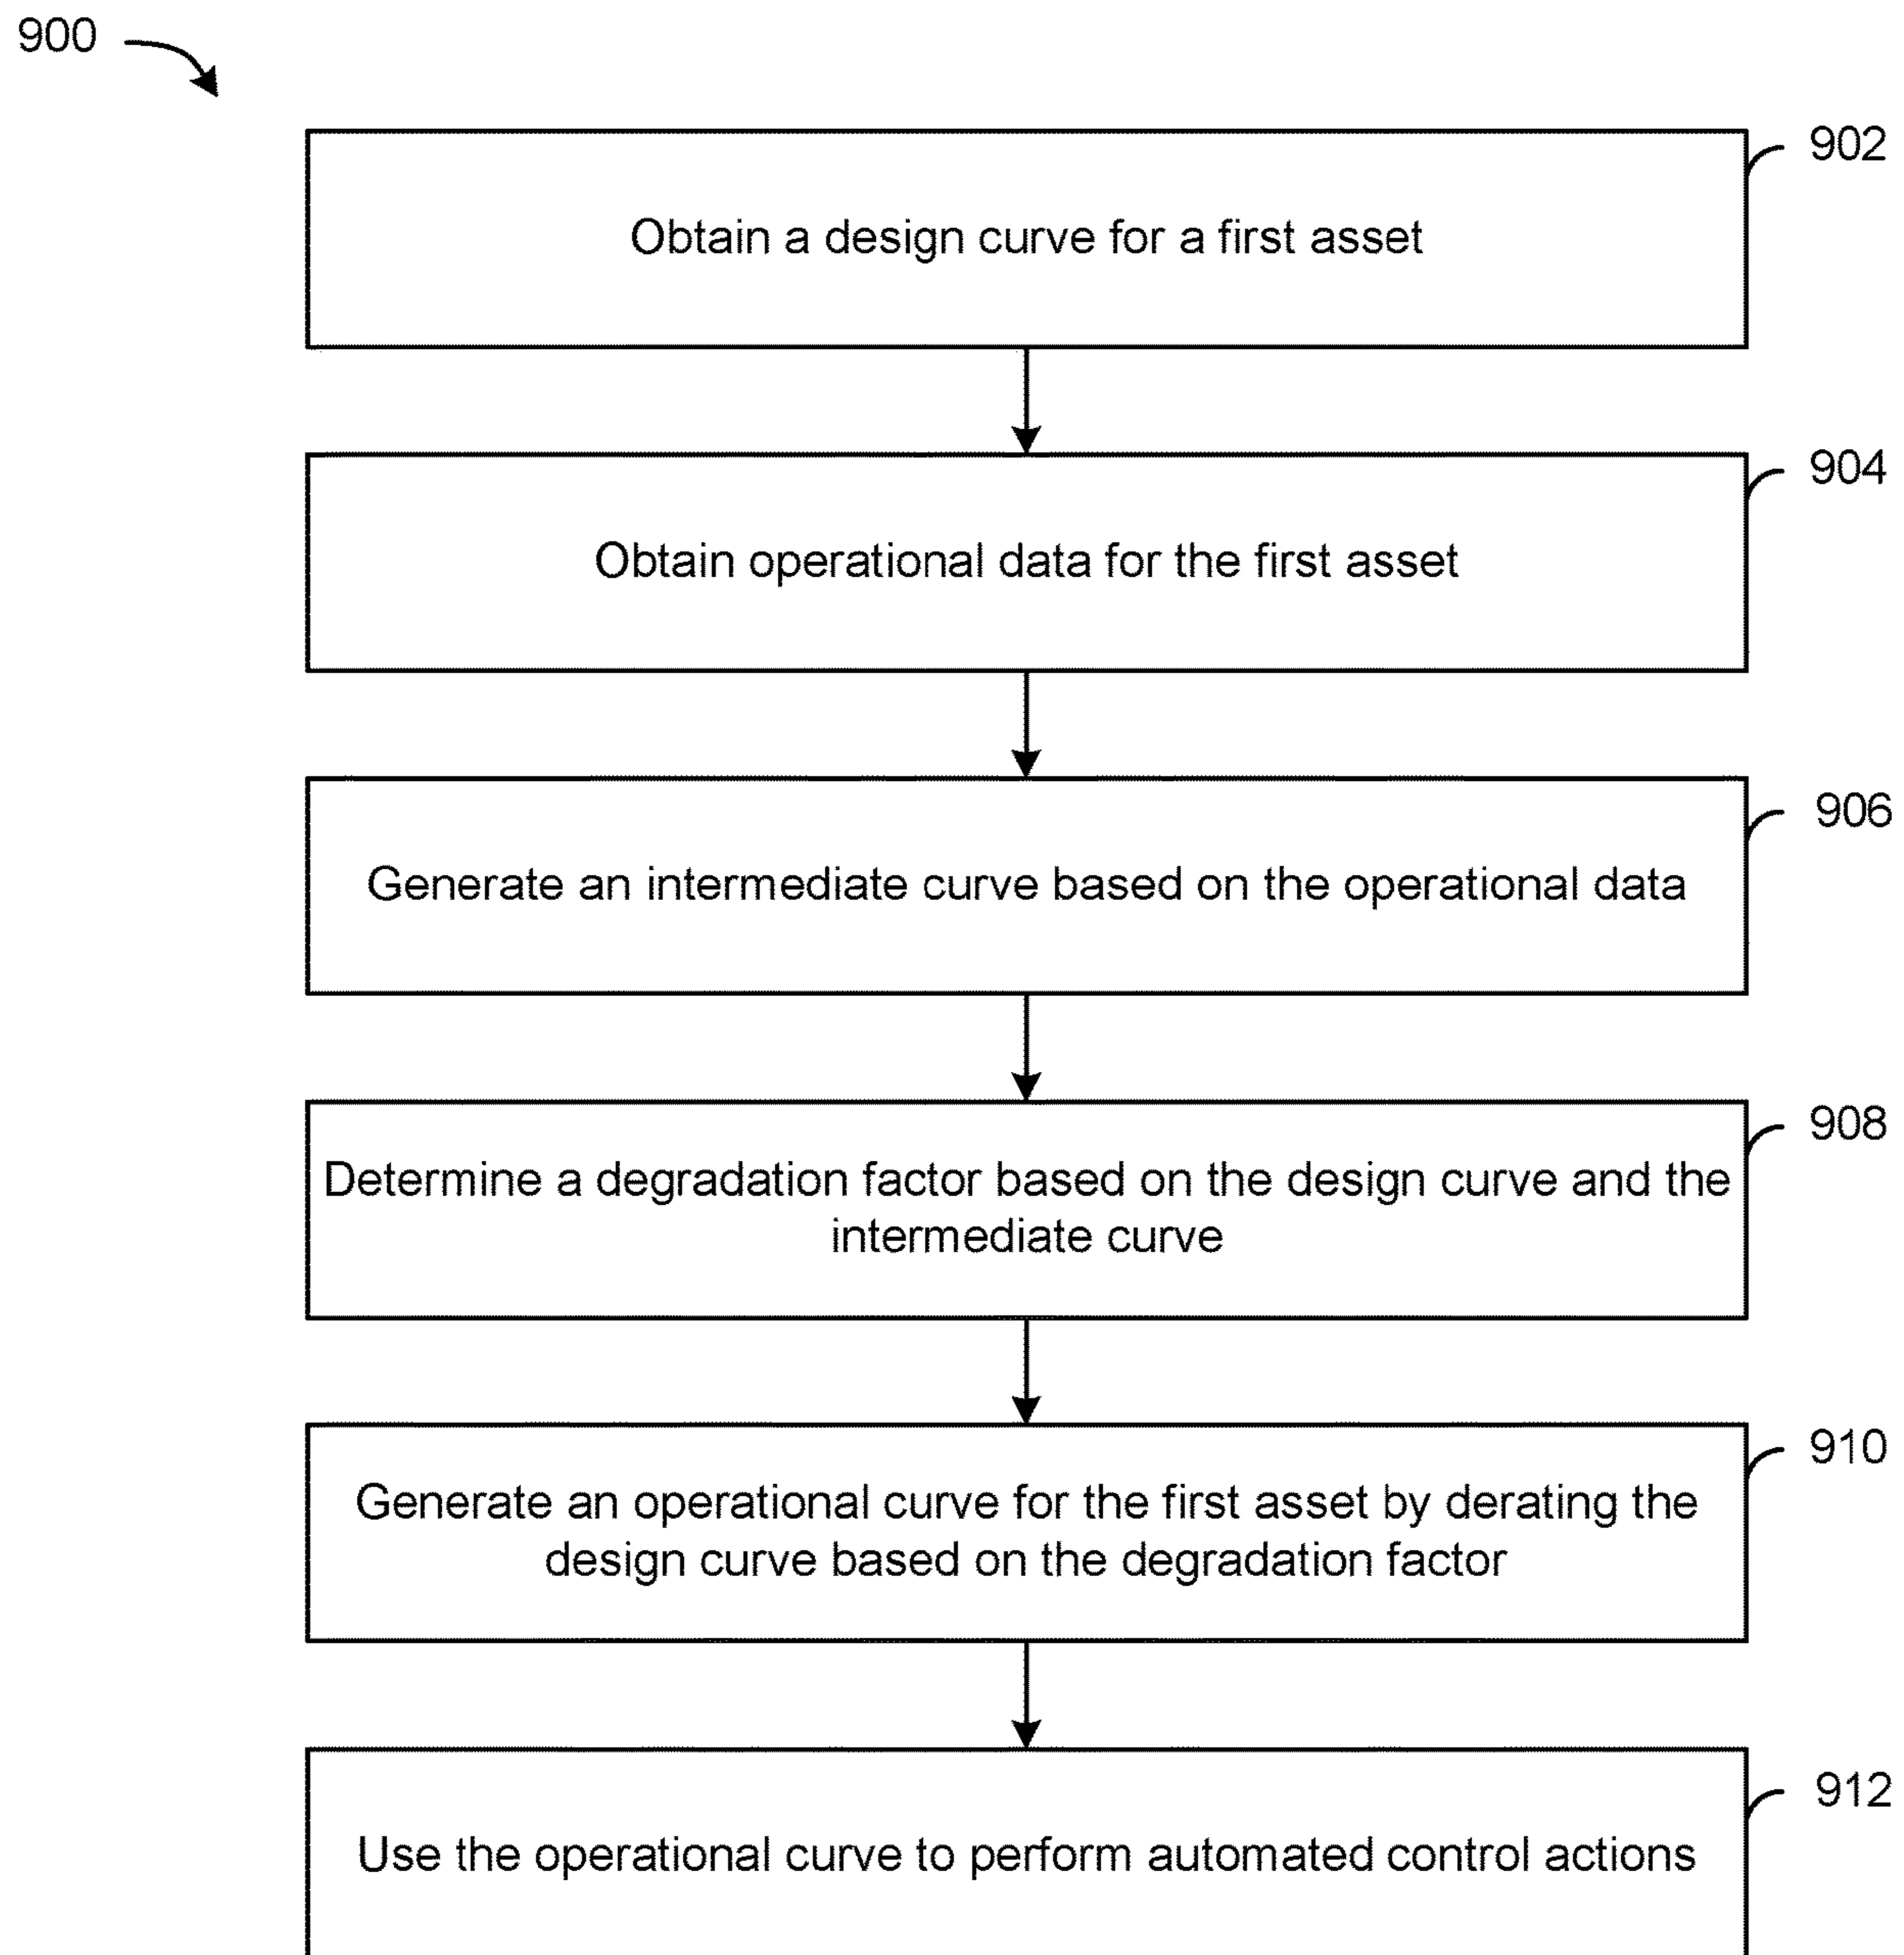 900
902
Obtain a design curve for a first asset
904
Obtain operational data for the first asset
906
Generate an intermediate curve based on the operational data
908
Determine a degradation factor based on the design curve and the
intermediate curve
910
Generate an operational curve for the first asset by derating the
design curve based on the degradation factor
912
Use the operational curve to perform automated control actions